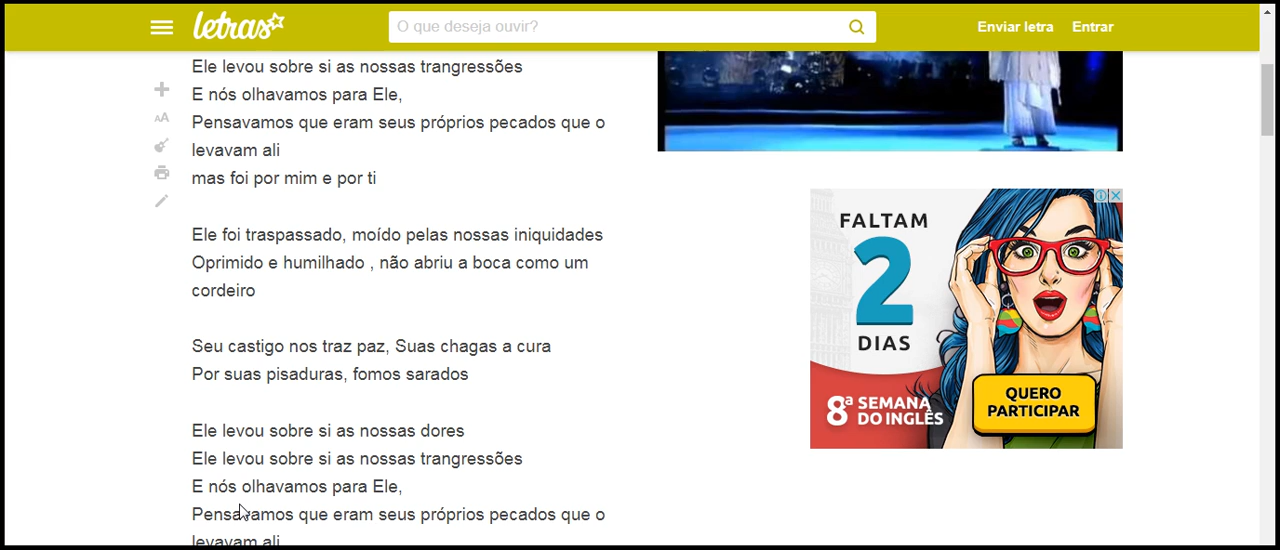 letras
O que deseja ouvir?
Enviar letra
Entrar
Ele levou sobre si as nossas trangressões
E nós olhavamos para Ele,
Pensavamos que eram seus próprios pecados que o
levavam ali
mas foi por mim e por ti
Ele foi traspassado, moído pelas nossas iniquidades
Oprimido e humilhado , não abriu a boca como um
cordeiro
Seu castigo nos traz paz, Suas chagas a cura
Por suas pisaduras, fomos sarados
Ele levou sobre si as nossas dores
Ele levou sobre si as nossas trangressões
E nós olhavamos para Ele,
Pensavamos que eram seus próprios pecados que o
levavam ali
AA
FALTAM
2
DIAS
8ª SEMANA
DO INGLÊS
QUERO
PARTICIPAR